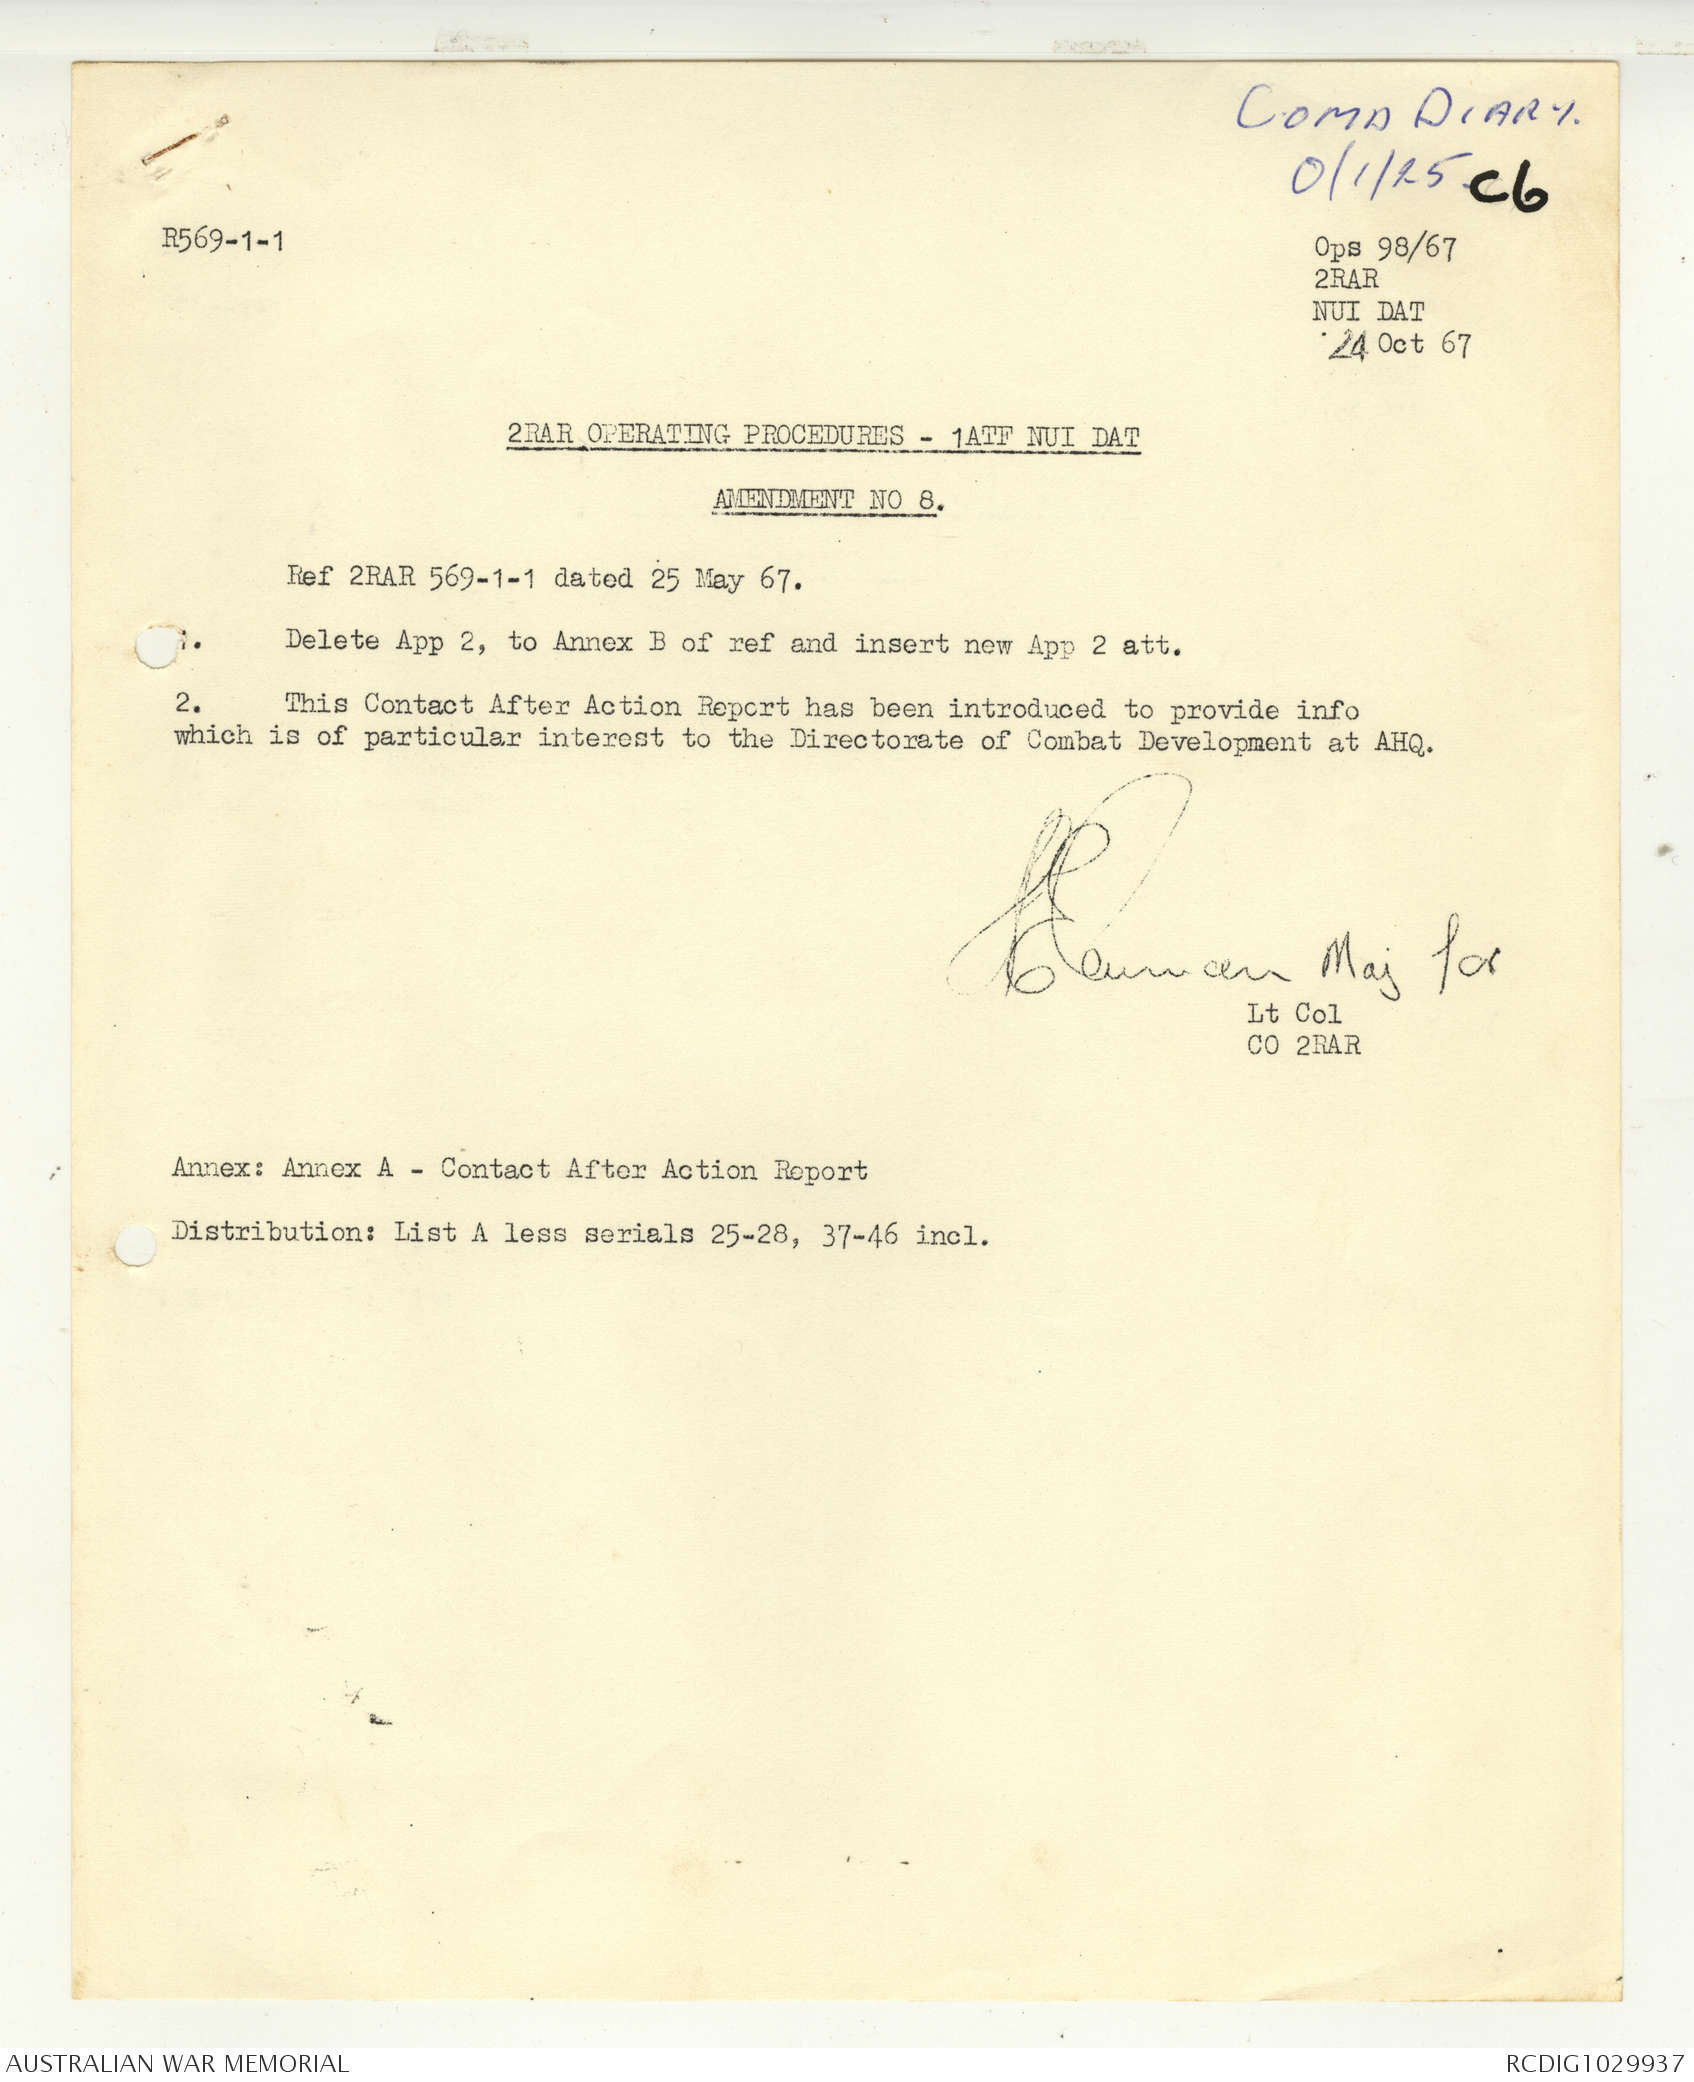 COMD DIARY.
0/1/25 C6
R569-1-1
Ops 98/67
2RAR
NUI DAT
24 Oct 67
2RAR OPERATING PROCEDURES - 1ATF NUI DAT
AMENDMENT NO 8.
Ref 2RAR 569-1-1 dated 25 May 67.
1. Delete App 2, to Annex B of ref and insert new App 2 att.
2. This Contact After Action Report has been introduced to provide info
which is of particular interest to the Directorate of Combat Development at AHQ.
Maj for
Lt Col
CO 2RAR
Annex: Annex A - Contact After Action Report
Distribution: List A less serials 25-28, 37-46 incl.
AUSTRALIAN WAR MEMORIAL
RCDIG1029937